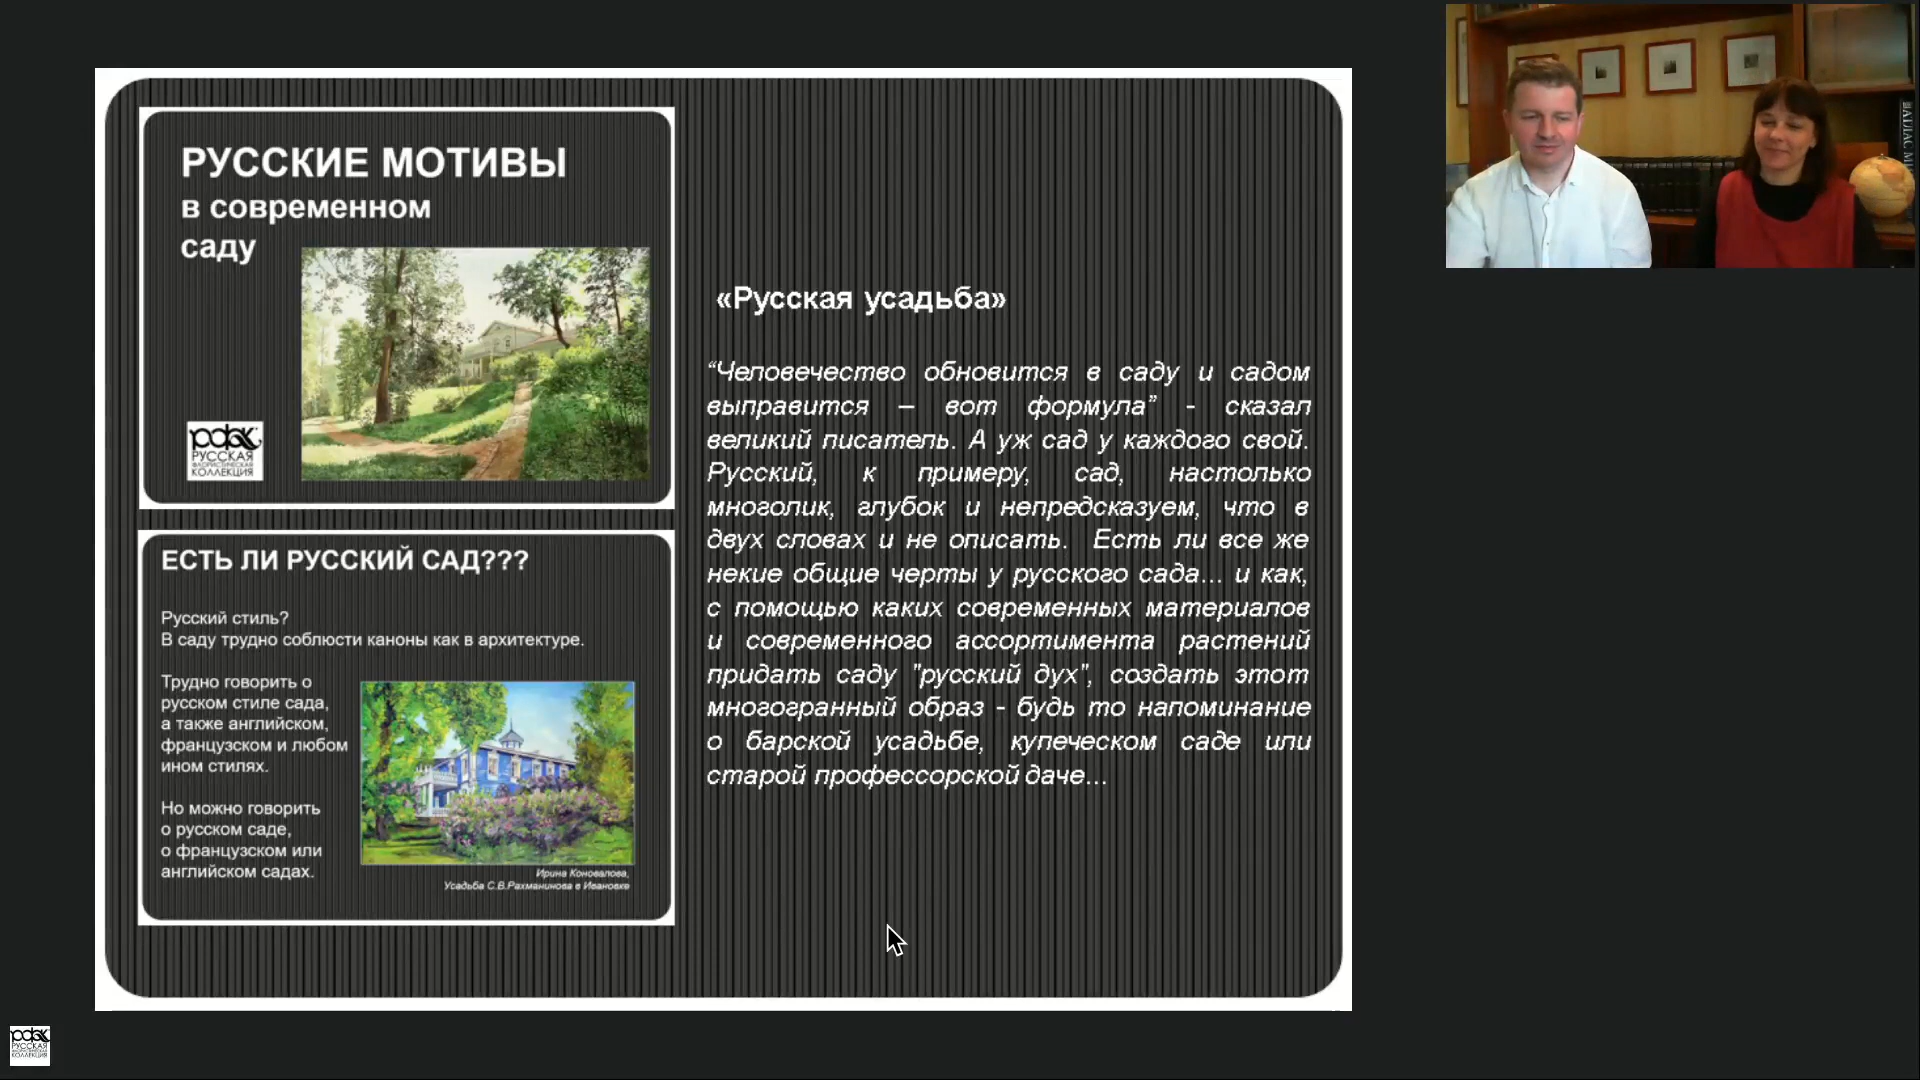 РУССКИЕ МОТИВЫ
в современном
саду
рdак
РУССКАЯ
ФЛОРИСТИЧЕСКАЯ
КОЛЛЕКЦИЯ
ЕСТЬ ЛИ РУССКИЙ САД???
Русский стиль?
В саду трудно соблюсти каноны как в архитектуре.
Трудно говорить о
русском стиле сада,
а также английском,
французском и любом
ином стилях.
Но можно говорить
о русском саде,
о французском или
английском садах.
Ирина Коновалова,
Усадьба С.В.Рахманинова в Ивановке
«Русская усадьба»
“Человечество обновится в саду и садом
выправится – вот формула” - сказал
великий писатель. А уж сад у каждого свой.
Русский, к примеру, сад, настолько
многолик, глубок и непредсказуем, что в
двух словах и не описать. Есть ли все же
некие общие черты у русского сада... и как,
с помощью каких современных материалов
и современного ассортимента растений
придать саду "русский дух", создать этот
многогранный образ - будь то напоминание
о барской усадьбе, купеческом саде или
старой профессорской даче...
АТЛАС
РУССКАЯ
КОЛЛЕКЦИЯ